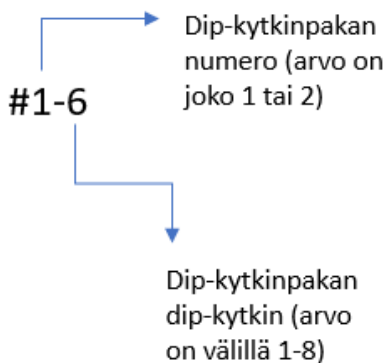 Dip-kytkinpakan
numero (arvo on
joko 1 tai 2)
#1-6
Dip-kytkinpakan
dip-kytkin (arvo
on välillä 1-8)